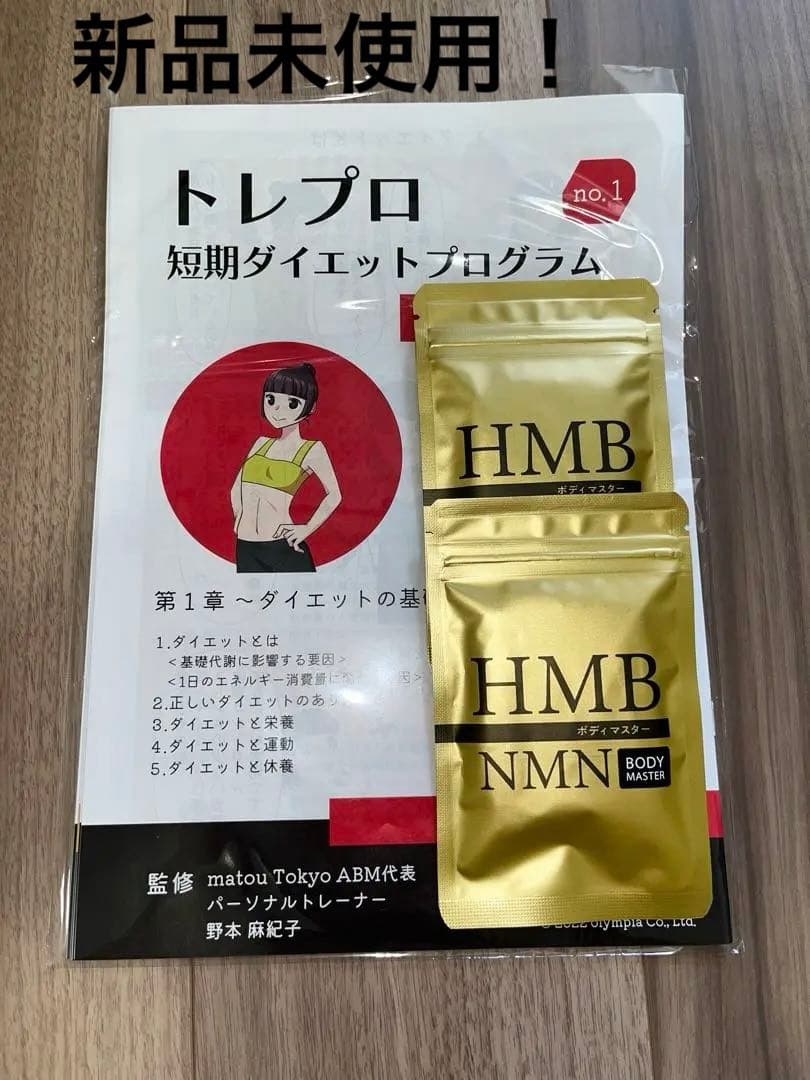 新品未使用！
トレプロ
no.1
短期ダイエットプログラム
HMB
ボディマスター
第1章 ～ダイエットの基
1.ダイエットとは
＜基礎代謝に影響する要因＞
＜1日のエネルギー消費量に
2.正しいダイエットのあり
3.ダイエットと栄養
4.ダイエットと運動
5.ダイエットと休養
HMB
ボディマスター
NMN
BODY
MASTER
監修 matou Tokyo ABM代表
パーソナルトレーナー
野本 麻紀子
© 2022 Olympia Co., Ltd.